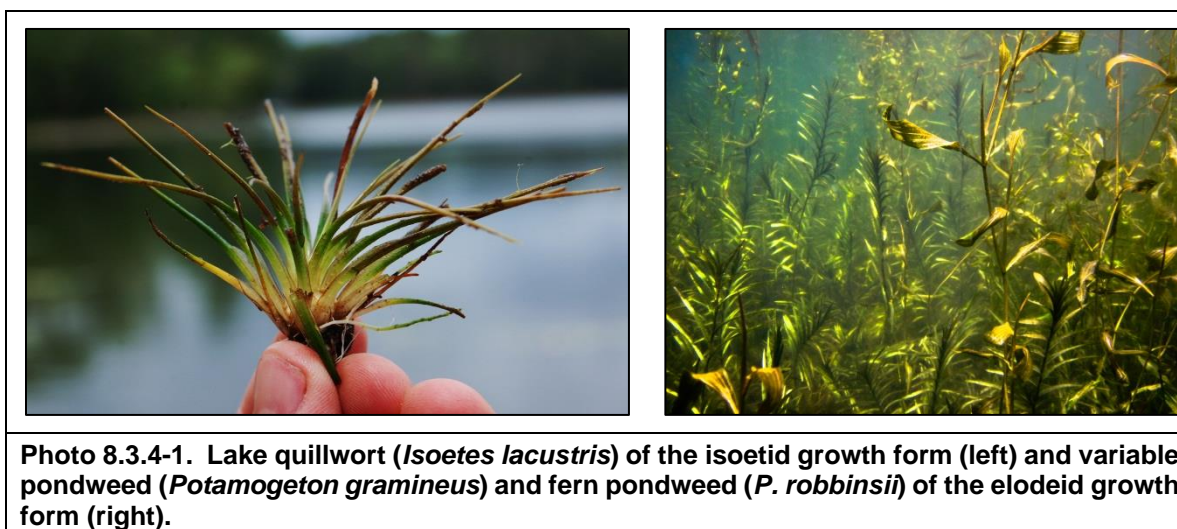 Photo 8.3.4-1. Lake quillwort (Isoetes lacustris) of the isoetid growth form (left) and variable
pondweed (Potamogeton gramineus) and fern pondweed (P. robbinsii) of the elodeid growth
form (right).